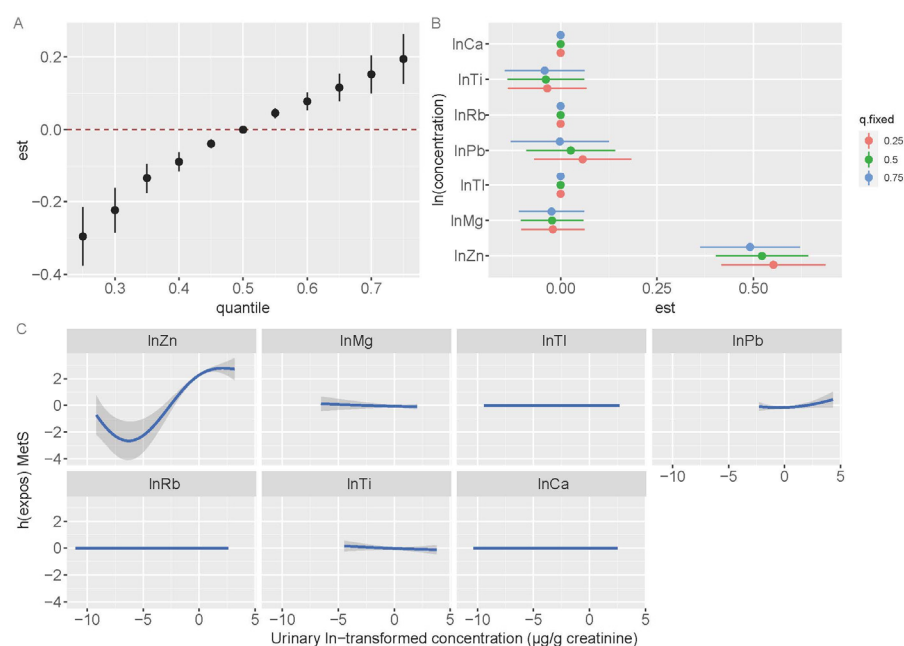 A
est
0.2
0.0
−0.2
−0.4
0.3 0.4 0.5 0.6 0.7
quantile
B
ln(concentration)
lnCa
lnTi
lnRb
lnPb
lnTl
lnMg
lnZn
0.00 0.25 0.50
est
q.fixed
0.25
0.5
0.75
C
h(expos) MetS
lnZn lnMg lnTl lnPb
2
0
−2
−4
−10 −5 0 5
lnRb lnTi lnCa
2
0
−2
−4
−10 −5 0 5 −10 −5 0 5 −10 −5 0 5
Urinary ln-transformed concentration (µg/g creatinine)